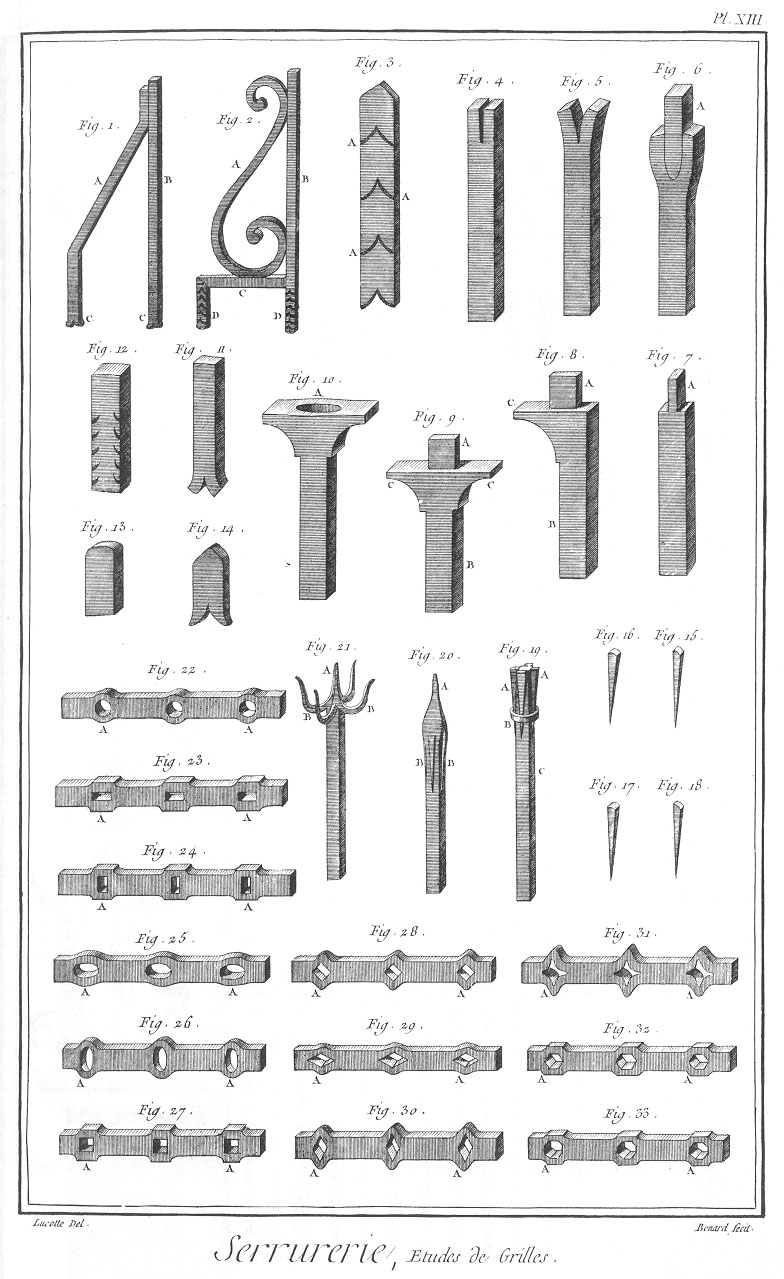 Pl. XIII.
Fig. 1.
A
B
C
C
Fig. 2.
A
B
C
D
D
Fig. 3.
A
A
A
Fig. 4.
Fig. 5.
Fig. 6.
A
Fig. 12.
Fig. 11.
Fig. 10.
A
Fig. 9
A
C
C
B
Fig. 8
A
C
B
Fig. 7.
A
Fig. 13.
Fig. 14.
Fig. 22.
A
A
Fig. 21.
A
B
B
Fig. 20.
A
B
B
Fig. 19.
A
A
B
C
Fig. 16.
Fig. 15.
Fig. 23.
A
A
Fig. 17.
Fig. 18.
Fig. 24.
A
A
Fig. 25.
A
A
Fig. 28.
A
A
Fig. 31.
A
A
Fig. 26.
A
A
Fig. 29.
A
A
Fig. 32.
A
A
Fig. 27.
A
A
Fig. 30.
A
A
Fig. 33.
A
A
Lucotte Del.
Benard fecit.
Serrurerie, Etudes de Grilles.